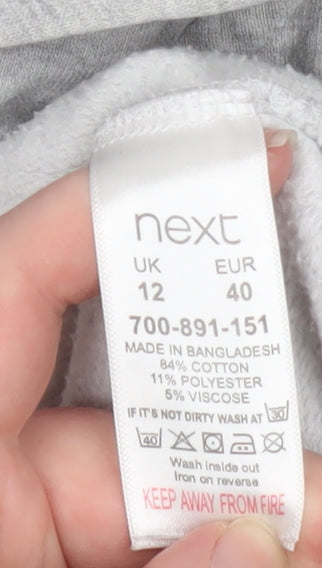 next
UK EUR
12 40
700-891-151
MADE IN BANGLADESH
84% COTTON
11% POLYESTER
5% VISCOSE
IF IT'S NOT DIRTY WASH AT 30
40
Wash inside out
Iron on reverse
KEEP AWAY FROM FIRE